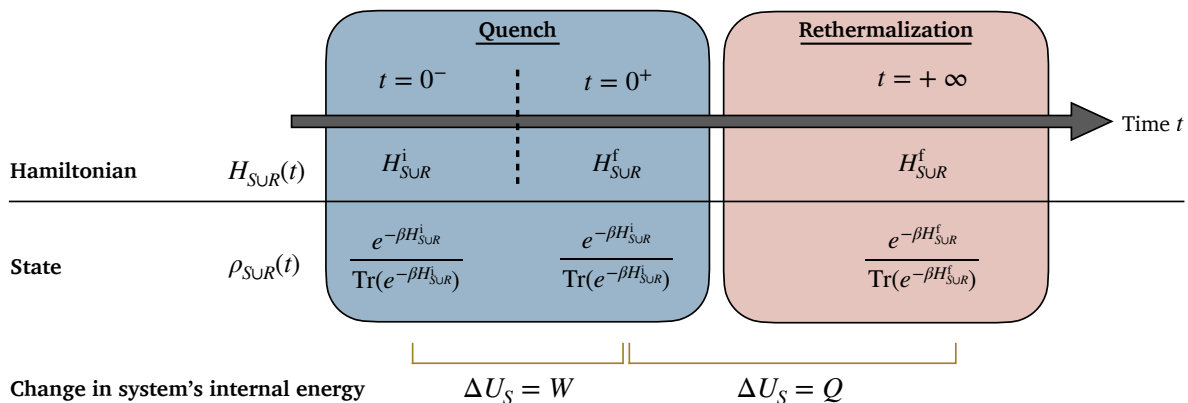 Quench Rethermalization
t = 0⁻ t = 0⁺ t = + ∞
Time t
Hamiltonian H_{S∪R}(t) H^i_{S∪R} H^f_{S∪R} H^f_{S∪R}
State ρ_{S∪R}(t) e^{-βH^i_{S∪R}} / Tr(e^{-βH^i_{S∪R}}) e^{-βH^i_{S∪R}} / Tr(e^{-βH^i_{S∪R}}) e^{-βH^f_{S∪R}} / Tr(e^{-βH^f_{S∪R}})
Change in system's internal energy ΔU_S = W ΔU_S = Q